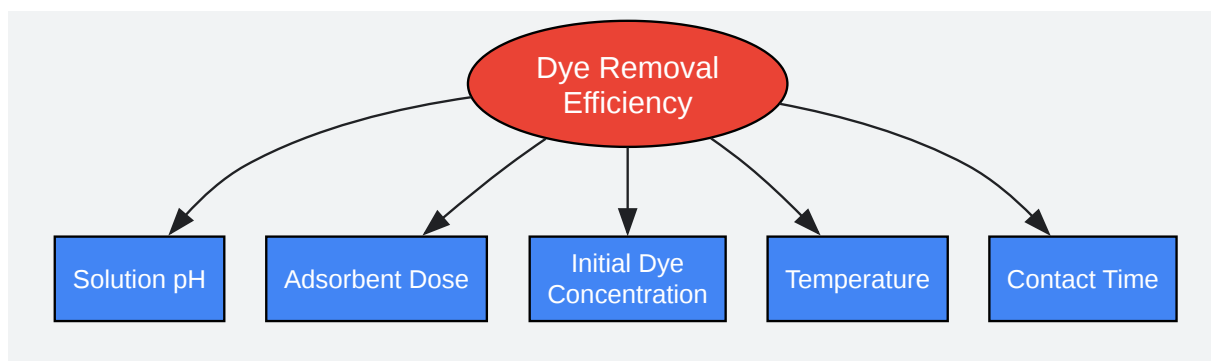 Dye Removal
Efficiency
Solution pH
Adsorbent Dose
Initial Dye
Concentration
Temperature
Contact Time